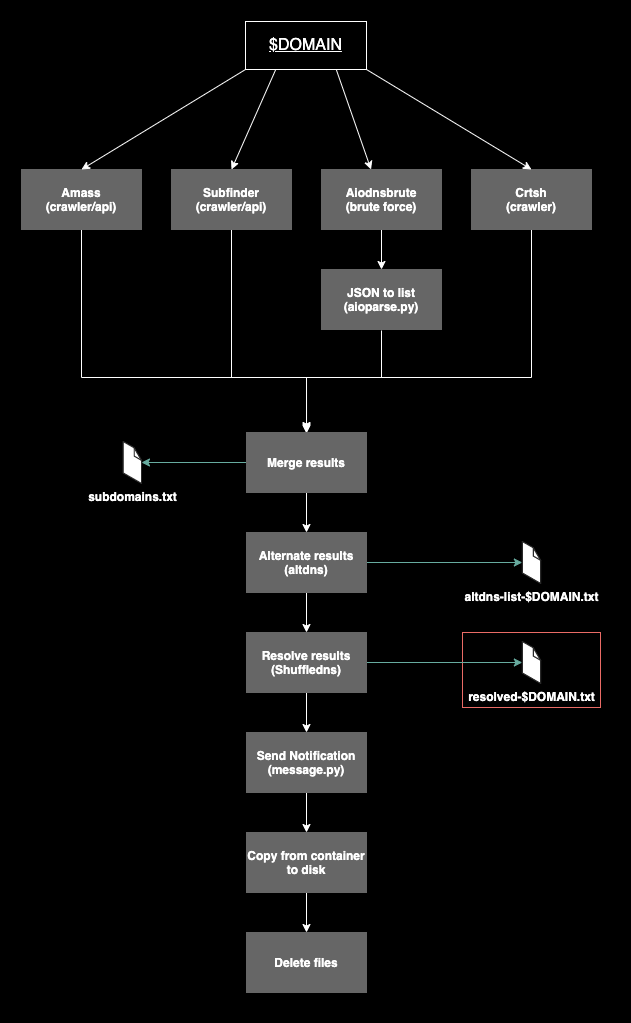 $DOMAIN
Amass
(crawler/api)
Subfinder
(crawler/api)
Aiodnsbrute
(brute force)
Crtsh
(crawler)
JSON to list
(aioparse.py)
Merge results
subdomains.txt
Alternate results
(altdns)
altdns-list-$DOMAIN.txt
Resolve results
(Shuffledns)
resolved-$DOMAIN.txt
Send Notification
(message.py)
Copy from container
to disk
Delete files